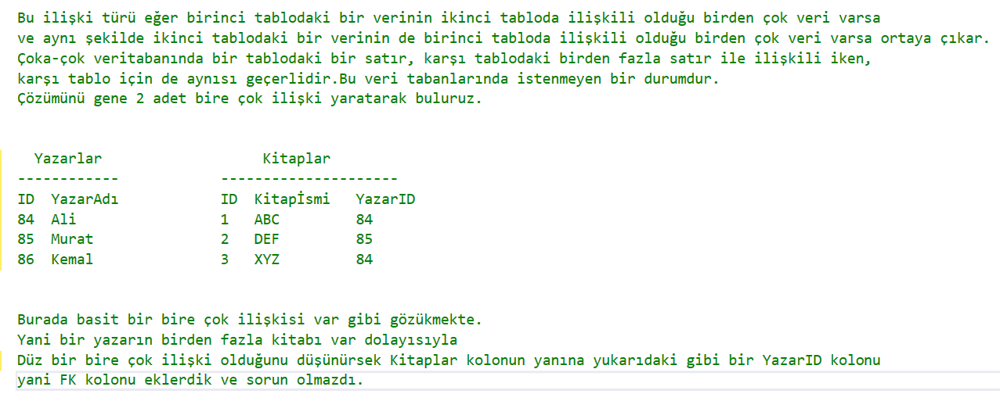 Bu ilişki türü eğer birinci tablodaki bir verinin ikinci tabloda ilişkili olduğu birden çok veri varsa
ve aynı şekilde ikinci tablodaki bir verinin de birinci tabloda ilişkili olduğu birden çok veri varsa ortaya çıkar.
Çoka-çok veritabanında bir tablodaki bir satır, karşı tablodaki birden fazla satır ile ilişkili iken,
karşı tablo için de aynısı geçerlidir.Bu veri tabanlarında istenmeyen bir durumdur.
Çözümünü gene 2 adet bire çok ilişki yaratarak buluruz.
Yazarlar Kitaplar
------------ ---------------------
ID YazarAdı ID Kitapİsmi YazarID
84 Ali 1 ABC 84
85 Murat 2 DEF 85
86 Kemal 3 XYZ 84
Burada basit bir bire çok ilişkisi var gibi gözükmekte.
Yani bir yazarın birden fazla kitabı var dolayısıyla
Düz bir bire çok ilişki olduğunu düşünürsek Kitaplar kolonun yanına yukarıdaki gibi bir YazarID kolonu
yani FK kolonu eklerdik ve sorun olmazdı.